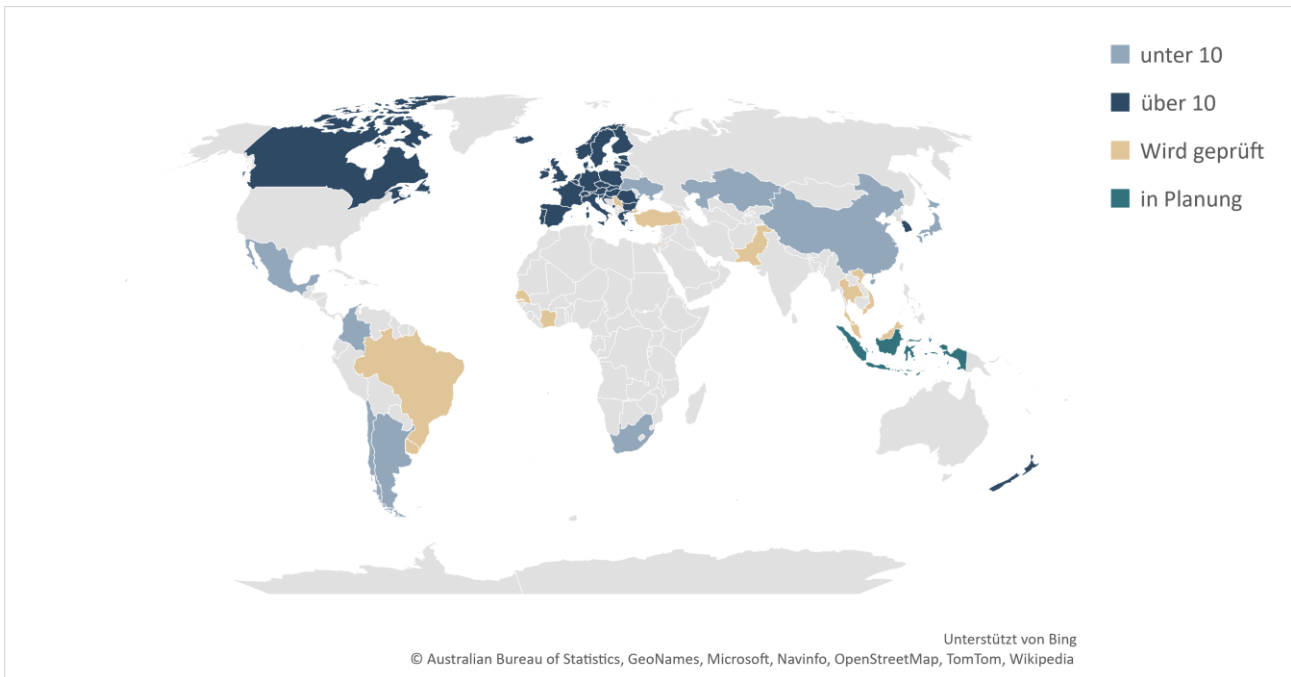 unter 10
über 10
Wird geprüft
in Planung
Unterstützt von Bing
© Australian Bureau of Statistics, GeoNames, Microsoft, Navinfo, OpenStreetMap, TomTom, Wikipedia